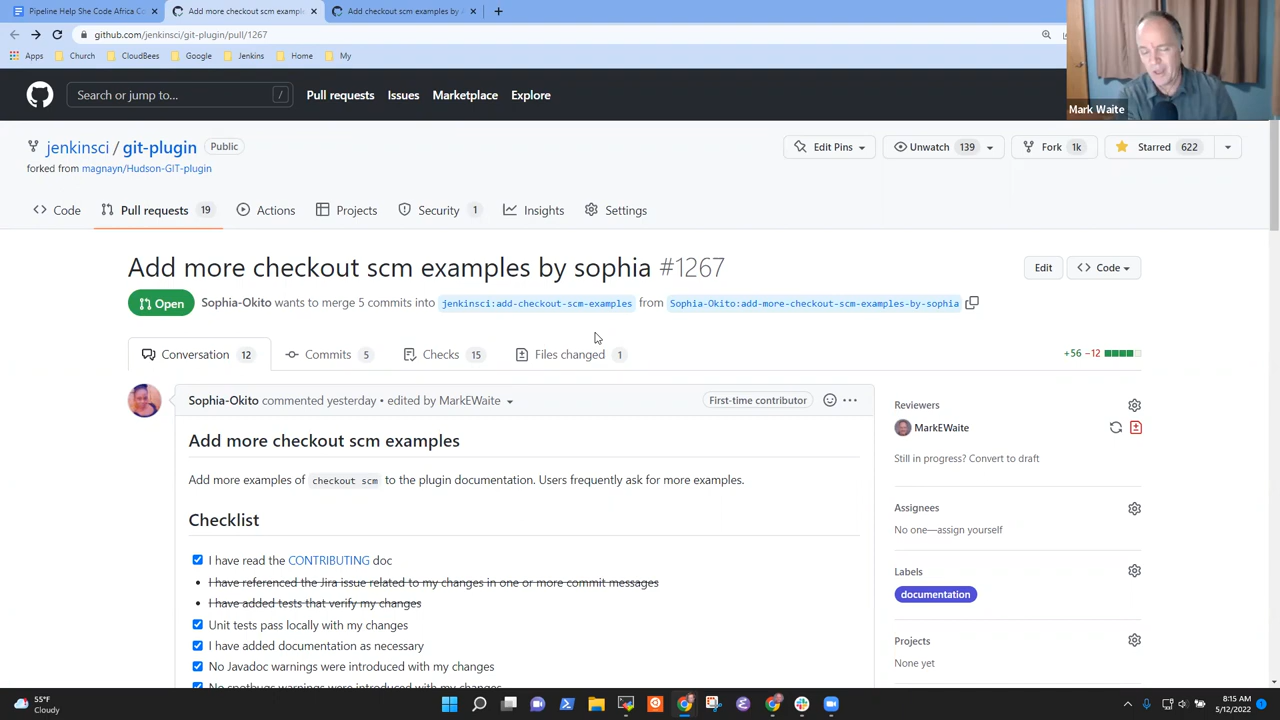 Pipeline Help She Code Africa Co
Add more checkout scm example
Add checkout scm examples by
github.com/jenkinsci/git-plugin/pull/1267
Apps Church CloudBees Google Jenkins Home My
Mark Waite
Search or jump to... /
Pull requests Issues Marketplace Explore
jenkinsci / git-plugin Public
forked from magnayn/Hudson-GIT-plugin
Edit Pins Unwatch 139 Fork 1k Starred 622
Code Pull requests 19 Actions Projects Security 1 Insights Settings
Add more checkout scm examples by sophia #1267
Edit Code
Open Sophia-Okito wants to merge 5 commits into jenkinsci:add-checkout-scm-examples from Sophia-Okito:add-more-checkout-scm-examples-by-sophia
Conversation 12 Commits 5 Checks 15 Files changed 1
+56 −12
Sophia-Okito commented yesterday • edited by MarkEWaite
First-time contributor
Add more checkout scm examples
Add more examples of checkout scm to the plugin documentation. Users frequently ask for more examples.
Checklist
I have read the CONTRIBUTING doc
I have referenced the Jira issue related to my changes in one or more commit messages
I have added tests that verify my changes
Unit tests pass locally with my changes
I have added documentation as necessary
No Javadoc warnings were introduced with my changes
No spotbugs warnings were introduced with my changes
Reviewers
MarkEWaite
Still in progress? Convert to draft
Assignees
No one—assign yourself
Labels
documentation
Projects
None yet
55°F
Cloudy
8:15 AM
5/12/2022